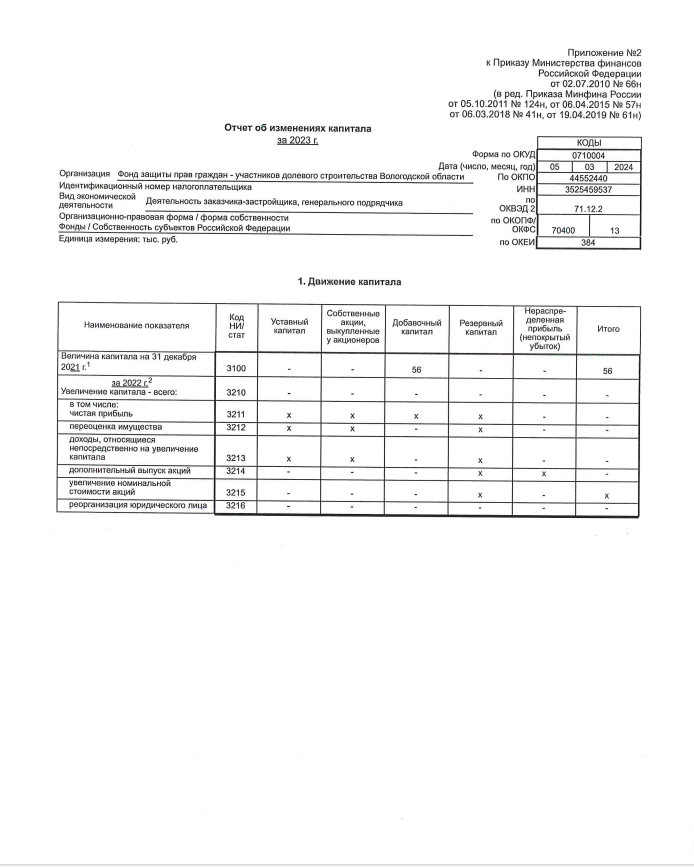 Приложение №2
к Приказу Министерства финансов
Российской Федерации
от 02.07.2010 № 66н
(в ред. Приказа Минфина России
от 05.10.2011 № 124н, от 06.04.2015 № 57н
от 06.03.2018 № 41н, от 19.04.2019 № 61н)
Отчет об изменениях капитала
за 2023 г.
КОДЫ
Форма по ОКУД 0710004
Дата (число, месяц, год) 05 03 2024
Организация Фонд защиты прав граждан - участников долевого строительства Вологодской области По ОКПО 44552440
Идентификационный номер налогоплательщика ИНН 3525459537
Вид экономической деятельности Деятельность заказчика-застройщика, генерального подрядчика по ОКВЭД 2 71.12.2
Организационно-правовая форма / форма собственности
Фонды / Собственность субъектов Российской Федерации по ОКОПФ/ ОКФС 70400 13
Единица измерения: тыс. руб. по ОКЕИ 384
1. Движение капитала
Наименование показателя Код НИ/ стат Уставный капитал Собственные акции, выкупленные у акционеров Добавочный капитал Резервный капитал Нераспре-деленная прибыль (непокрытый убыток) Итого
Величина капитала на 31 декабря
2021 г.1 3100 - - 56 - - 56
за 2022 г.2
Увеличение капитала - всего: 3210 - - - - - -
в том числе:
чистая прибыль 3211 x x x x - -
переоценка имущества 3212 x x - x - -
доходы, относящиеся
непосредственно на увеличение
капитала 3213 x x - x - -
дополнительный выпуск акций 3214 - - - x x -
увеличение номинальной
стоимости акций 3215 - - - x - x
реорганизация юридического лица 3216 - - - - - -